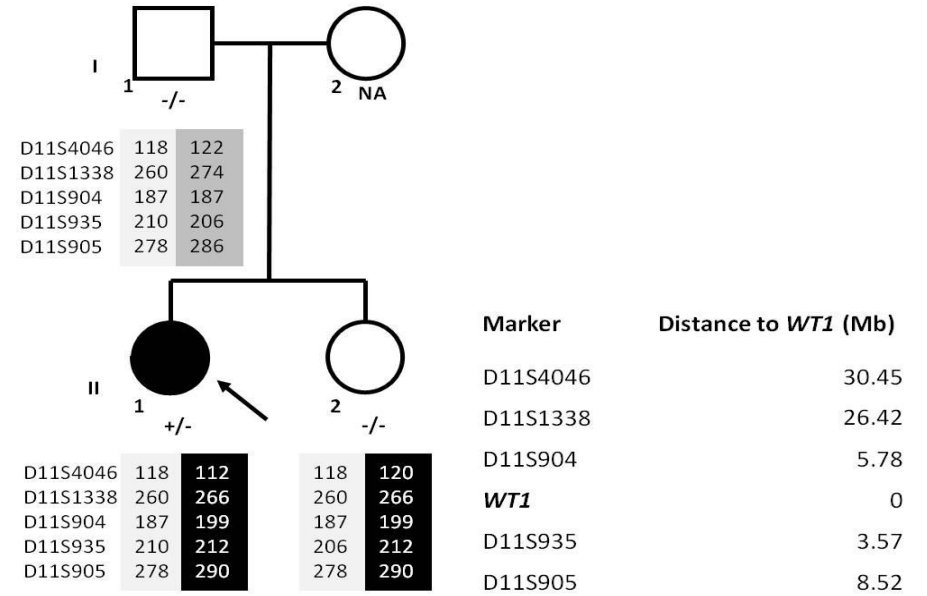 I
1
2
-/-
NA
D11S4046 118 122
D11S1338 260 274
D11S904 187 187
D11S935 210 206
D11S905 278 286
II
1
2
+/-
-/-
D11S4046 118 112 118 120
D11S1338 260 266 260 266
D11S904 187 199 187 199
D11S935 210 212 206 212
D11S905 278 290 278 290
Marker Distance to WT1 (Mb)
D11S4046 30.45
D11S1338 26.42
D11S904 5.78
WT1 0
D11S935 3.57
D11S905 8.52